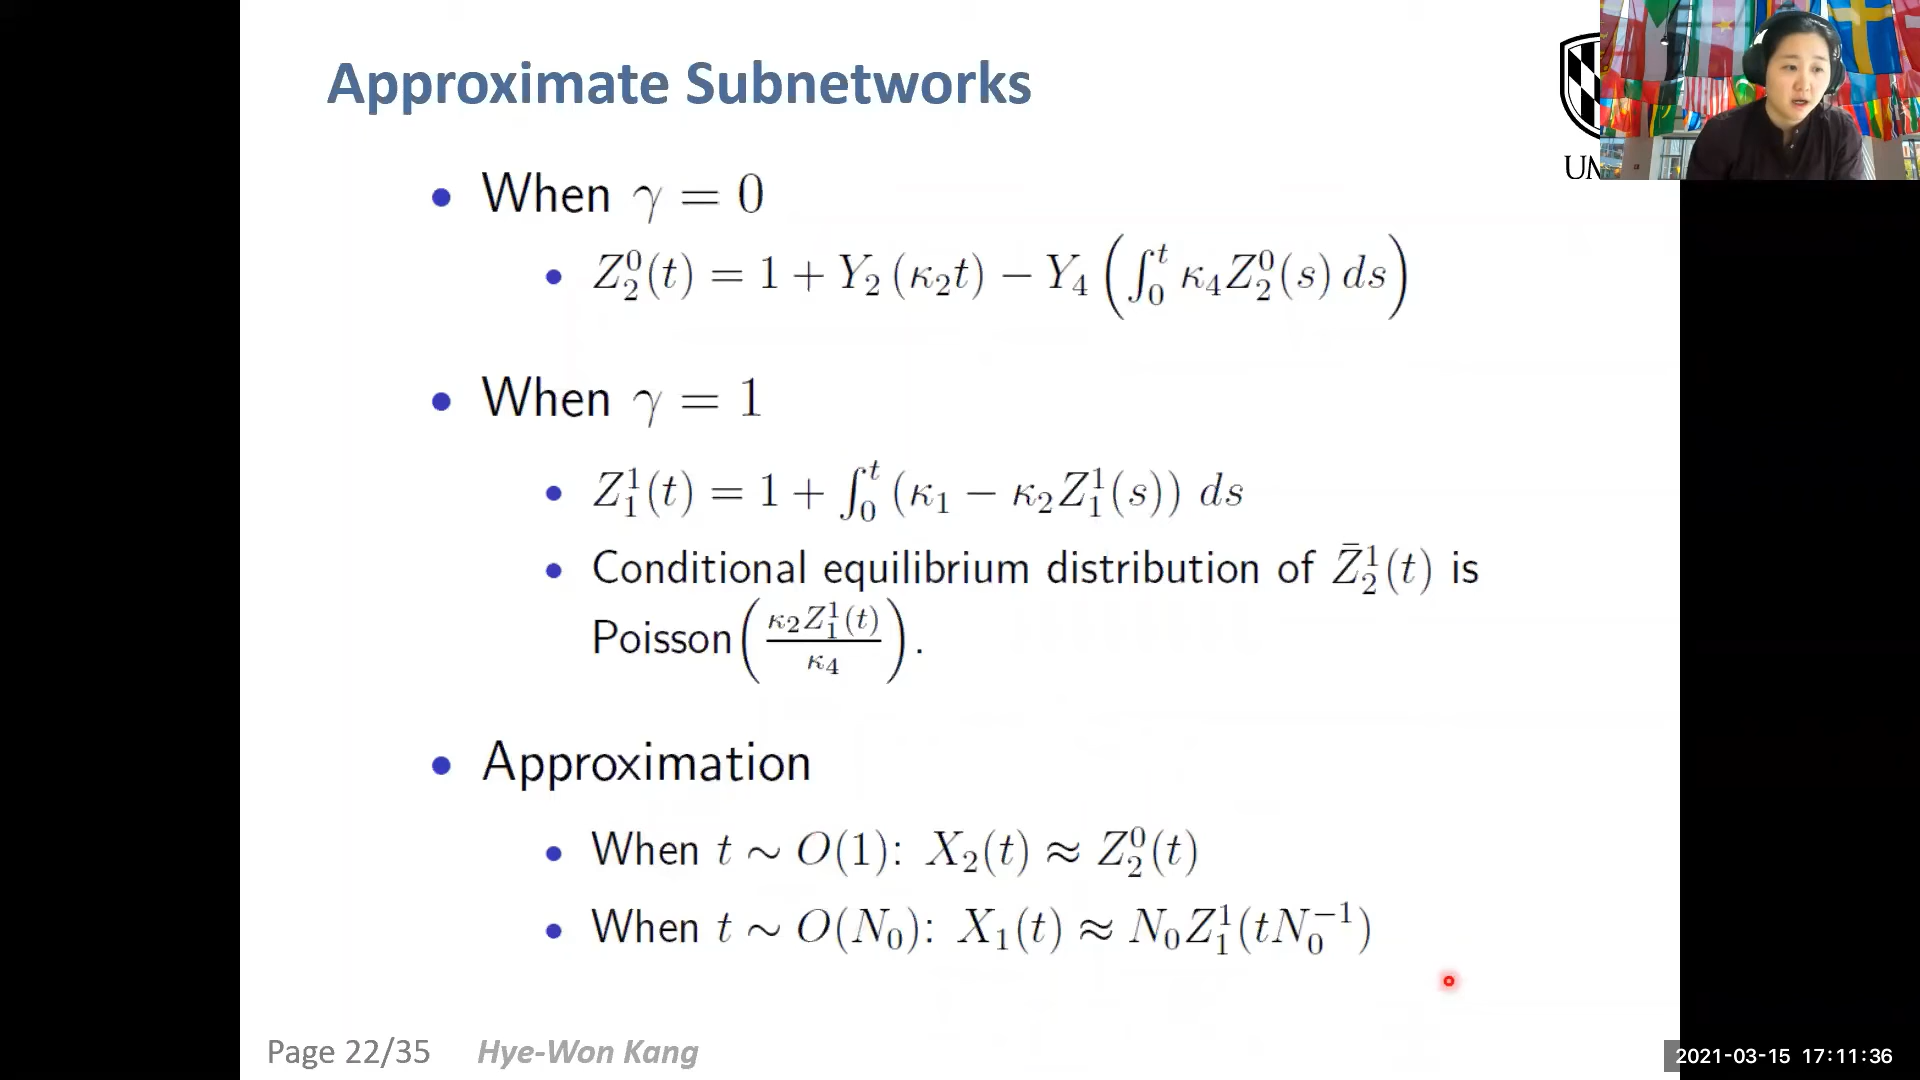 Approximate Subnetworks
UM
• When γ = 0
• Z₂⁰(t) = 1 + Y₂ (κ₂t) − Y₄ (∫₀ᵗ κ₄Z₂⁰(s) ds)
• When γ = 1
• Z₁¹(t) = 1 + ∫₀ᵗ (κ₁ − κ₂Z₁¹(s)) ds
• Conditional equilibrium distribution of Z̄₂¹(t) is
Poisson(κ₂Z₁¹(t)/κ₄).
• Approximation
• When t ∼ O(1): X₂(t) ≈ Z₂⁰(t)
• When t ∼ O(N₀): X₁(t) ≈ N₀Z₁¹(tN₀⁻¹)
Page 22/35 Hye-Won Kang
2021-03-15 17:11:36